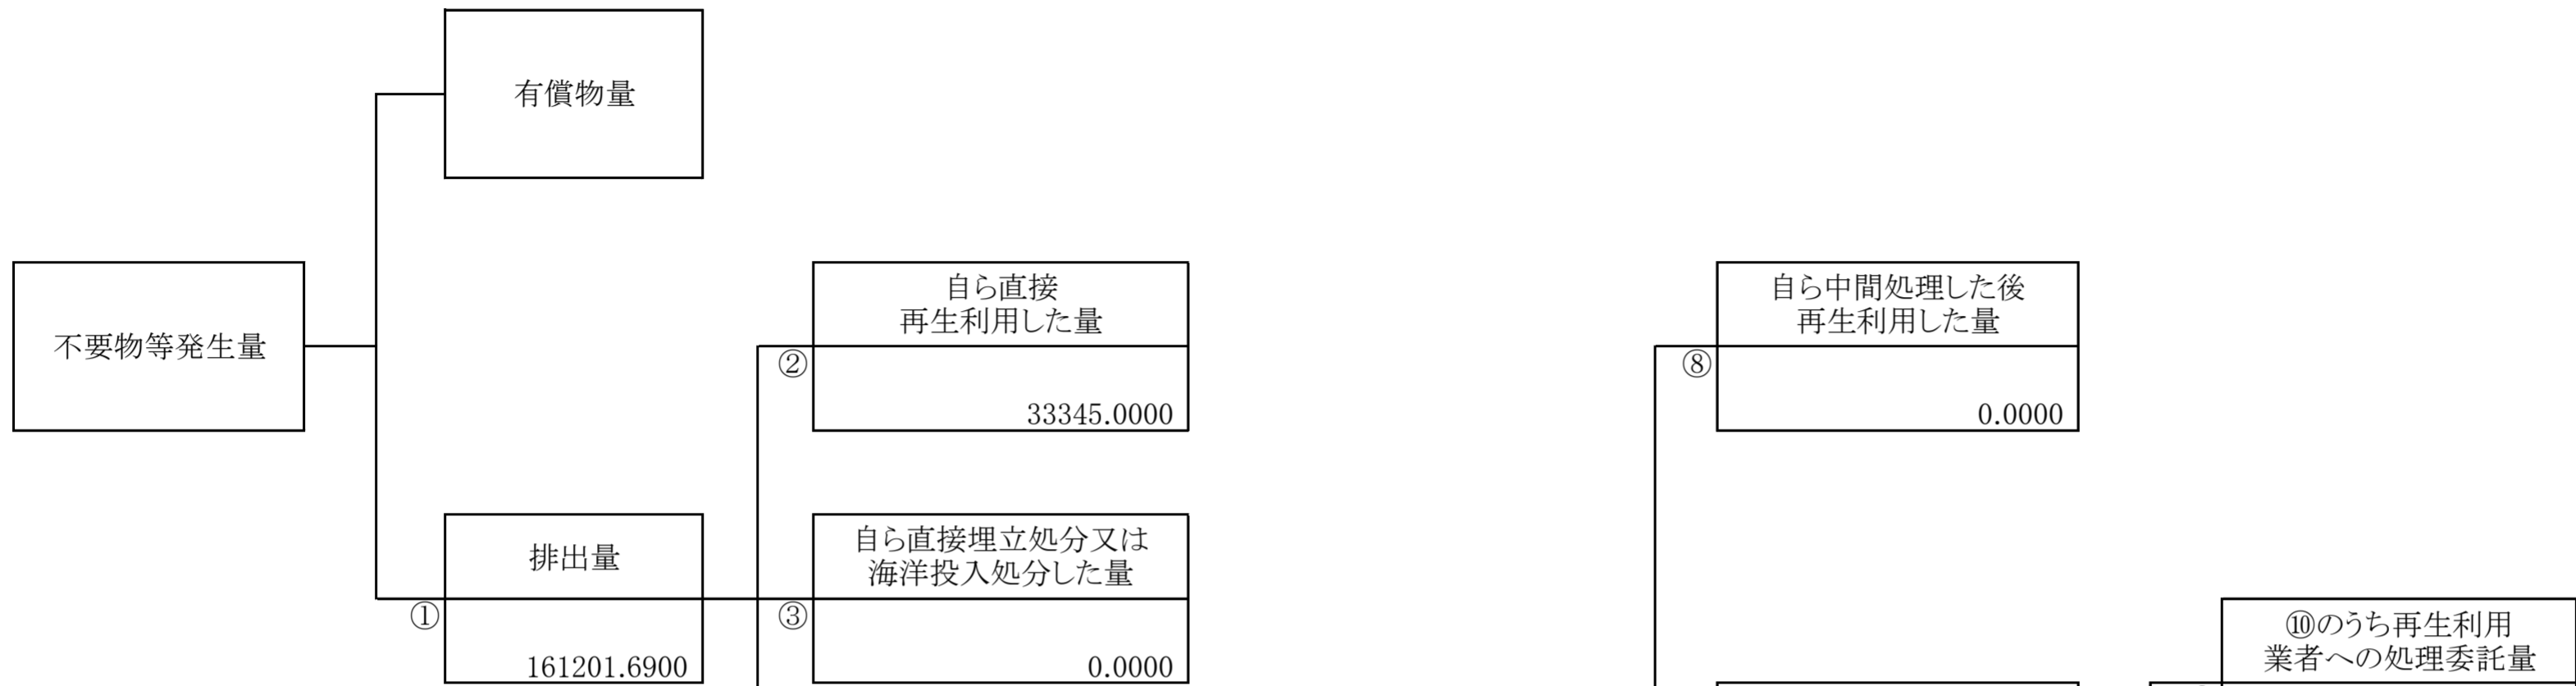 有償物量
不要物等発生量
自ら直接
再生利用した量
②
33345.0000
自ら中間処理した後
再生利用した量
⑧
0.0000
排出量
①
161201.6900
自ら直接埋立処分又は
海洋投入処分した量
③
0.0000
⑩のうち再生利用
業者への処理委託量